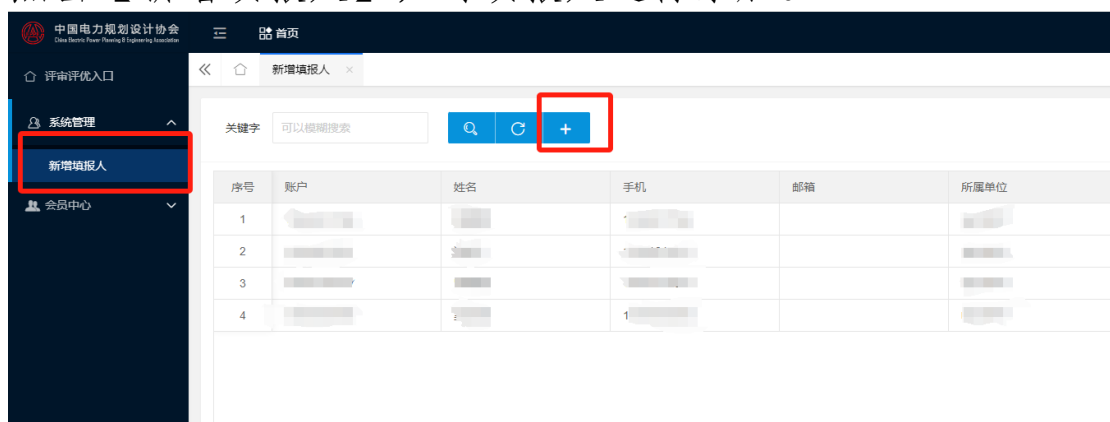 中国电力规划设计协会
China Electric Power Planning & Engineering Association
首页
评审评优入口
新增填报人 ×
系统管理
关键字 可以模糊搜索
新增填报人
序号 账户 姓名 手机 邮箱 所属单位
会员中心
1
2
3
4 1